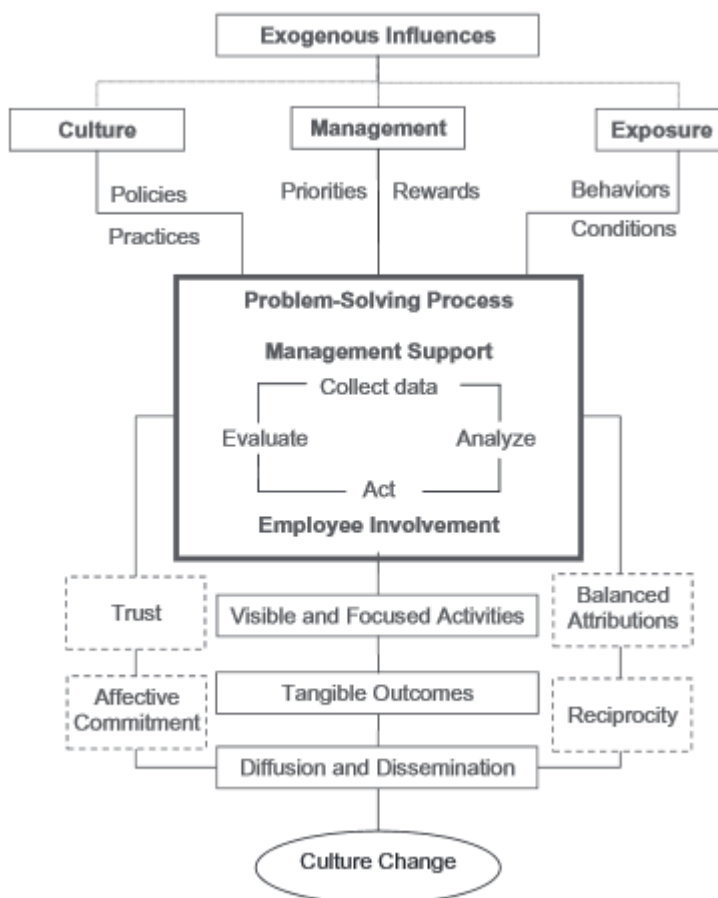 Exogenous Influences
Culture
Management
Exposure
Policies
Practices
Priorities
Rewards
Behaviors
Conditions
Problem-Solving Process
Management Support
Collect data
Evaluate
Analyze
Act
Employee Involvement
Trust
Visible and Focused Activities
Balanced
Attributions
Affective
Commitment
Tangible Outcomes
Reciprocity
Diffusion and Dissemination
Culture Change